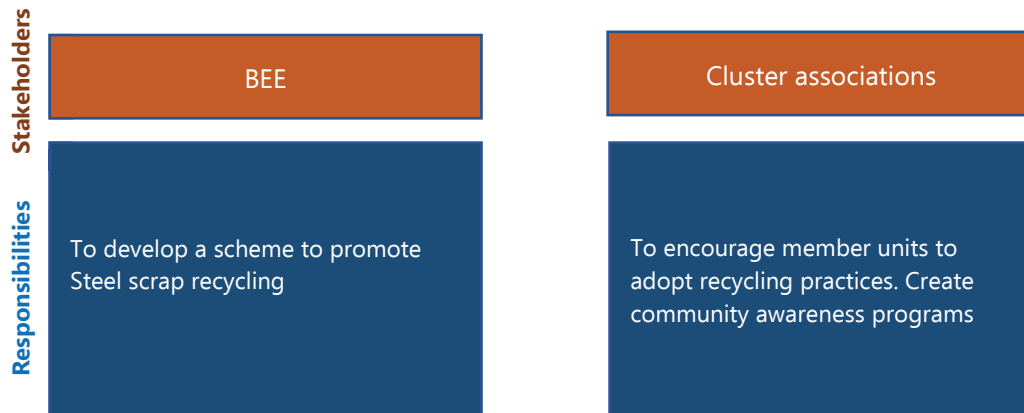 Stakeholders
BEE
Cluster associations
Responsibilities
To develop a scheme to promote
Steel scrap recycling
To encourage member units to
adopt recycling practices. Create
community awareness programs